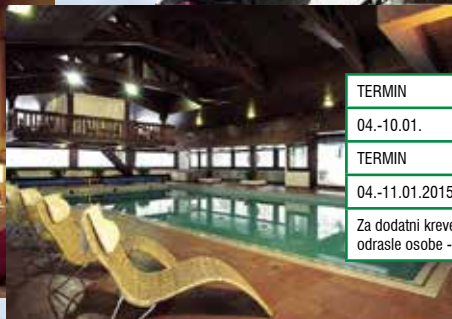 TERMIN
04.-10.01.
TERMIN
04.-11.01.2015
Za dodatni
odrasle osobe -